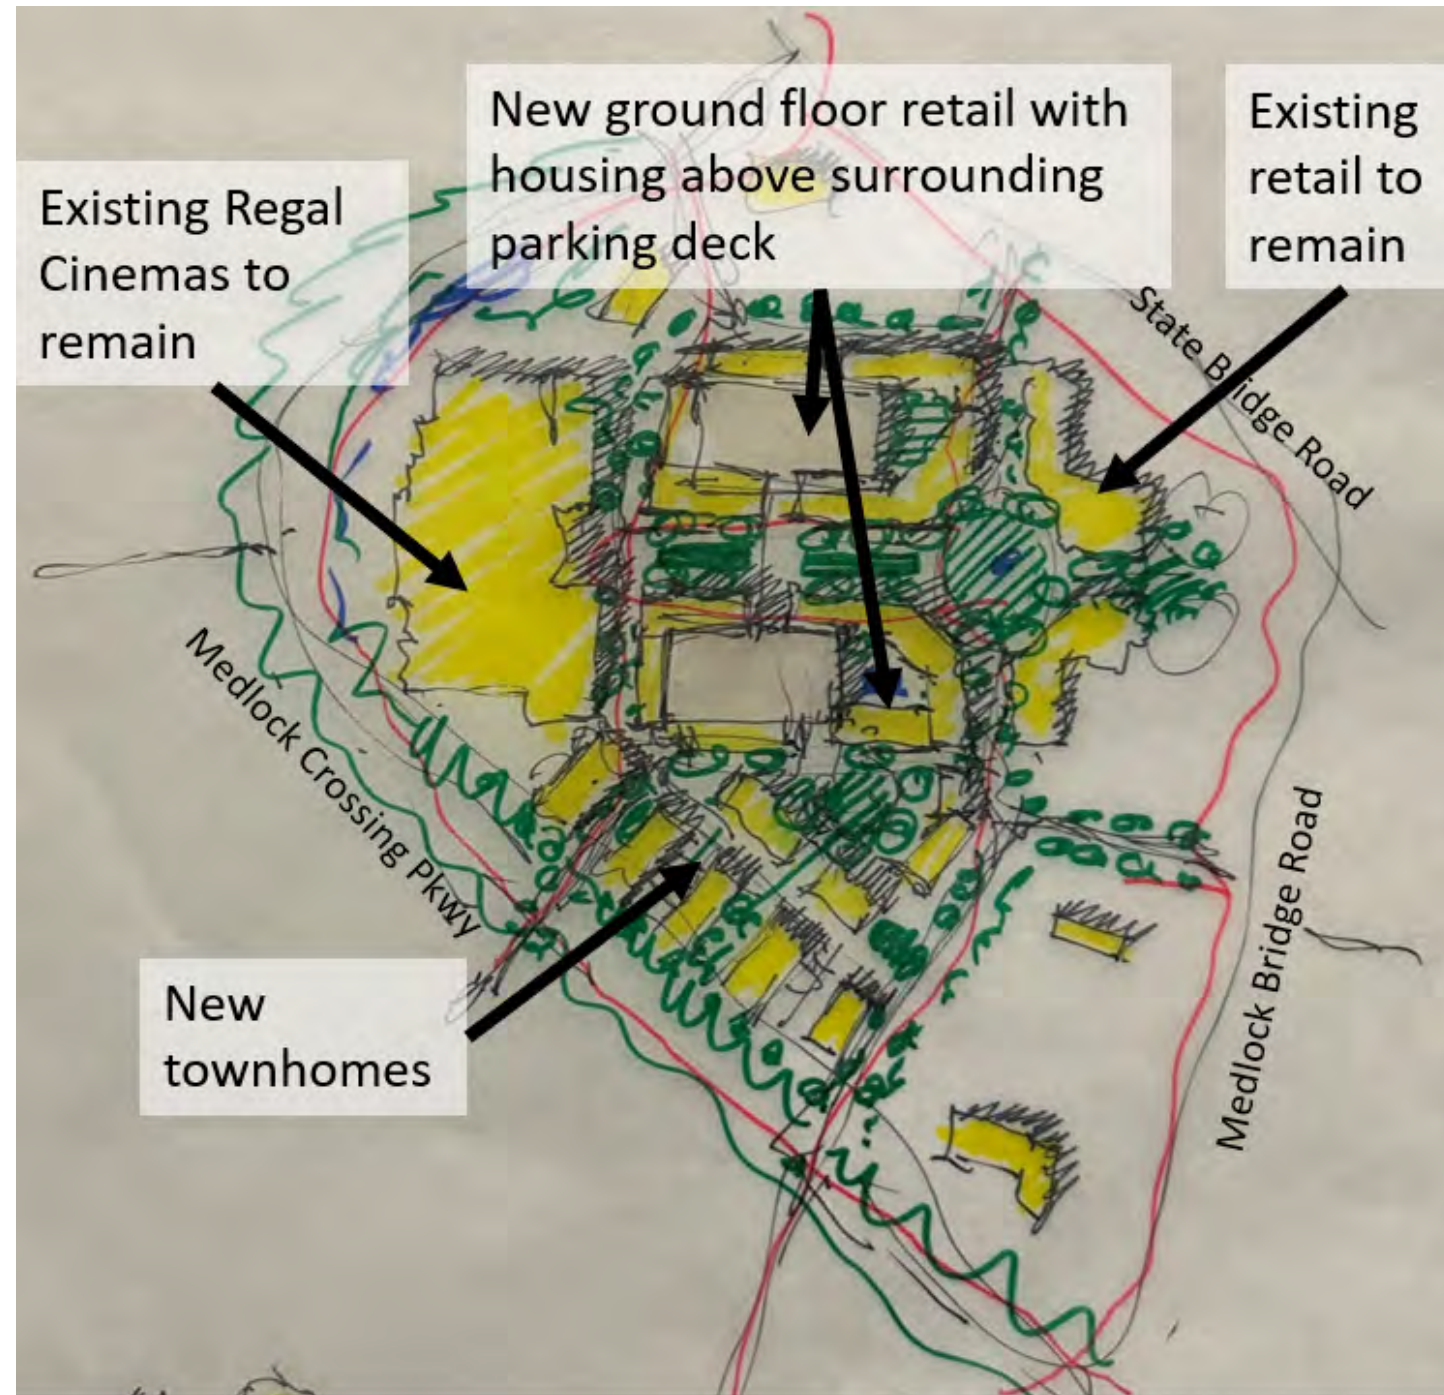 New ground floor retail with
housing above surrounding
parking deck
Existing
retail to
remain
Existing Regal
Cinemas to
remain
State Bridge Road
Medlock Crossing Pkwy
Medlock Bridge Road
New
townhomes